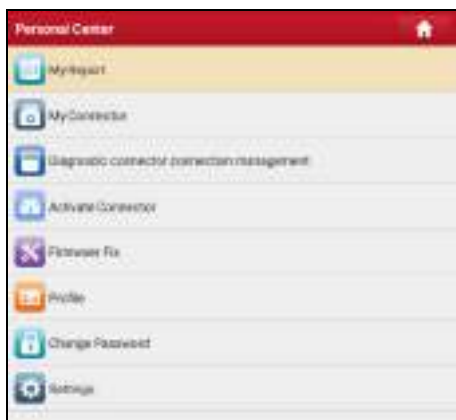 Personal Center
My Report
My Connector
Diagnostic connector connection management
Activate Connector
Firmware Fix
Profile
Change Password
Settings